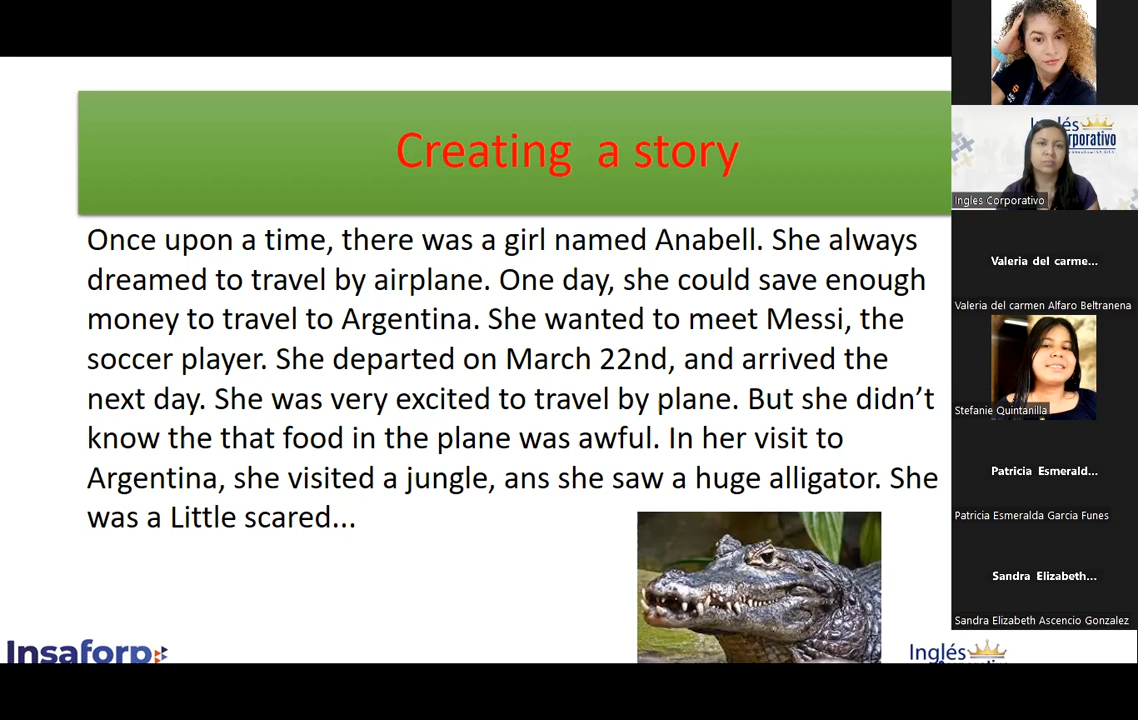 Creating a story
Once upon a time, there was a girl named Anabell. She always
dreamed to travel by airplane. One day, she could save enough
money to travel to Argentina. She wanted to meet Messi, the
soccer player. She departed on March 22nd, and arrived the
next day. She was very excited to travel by plane. But she didn't
know the that food in the plane was awful. In her visit to
Argentina, she visited a jungle, ans she saw a huge alligator. She
was a Little scared...
Insaforp
Inglés
Inglés
Corporativo
Ingles Corporativo
Valeria del carme...
Valeria del carmen Alfaro Beltranena
Stefanie Quintanilla
Patricia Esmerald...
Patricia Esmeralda Garcia Funes
Sandra Elizabeth...
Sandra Elizabeth Ascencio Gonzalez